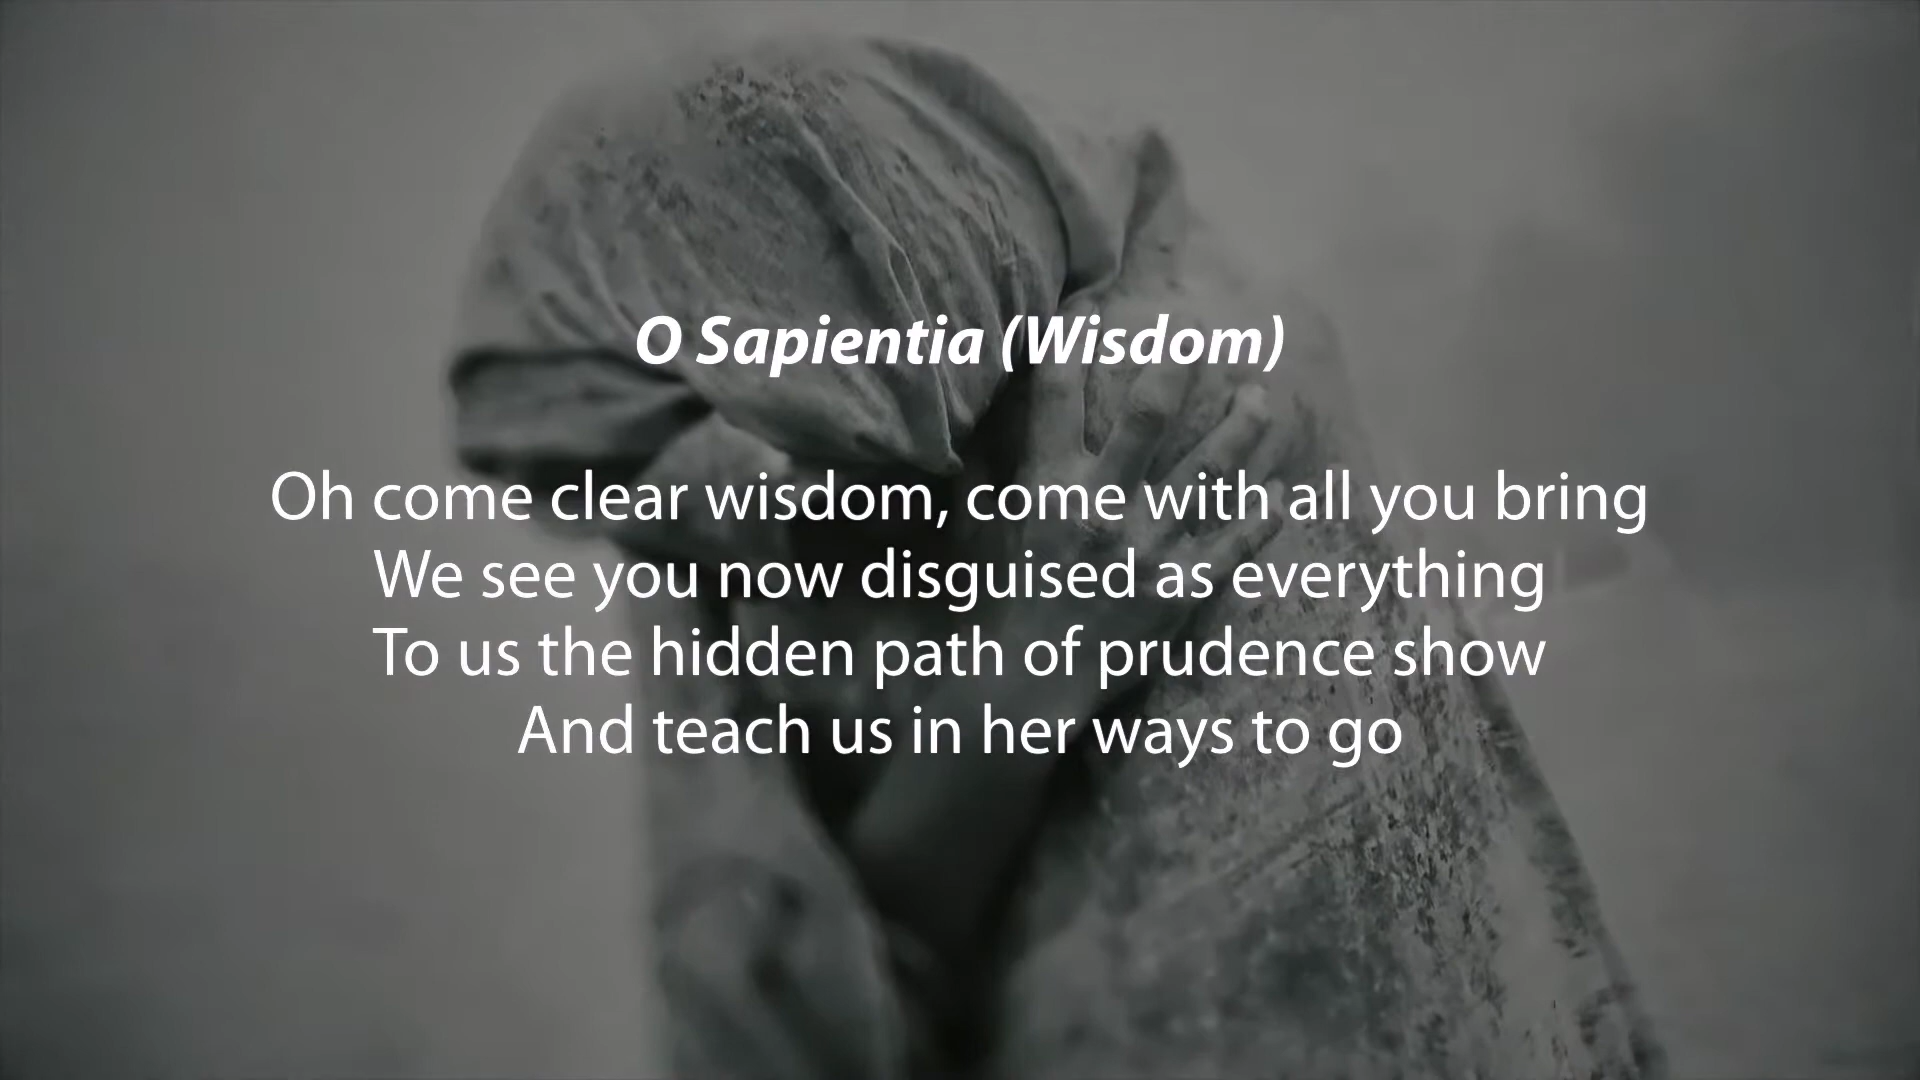 O Sapientia (Wisdom)
Oh come clear wisdom, come with all you bring
We see you now disguised as everything
To us the hidden path of prudence show
And teach us in her ways to go